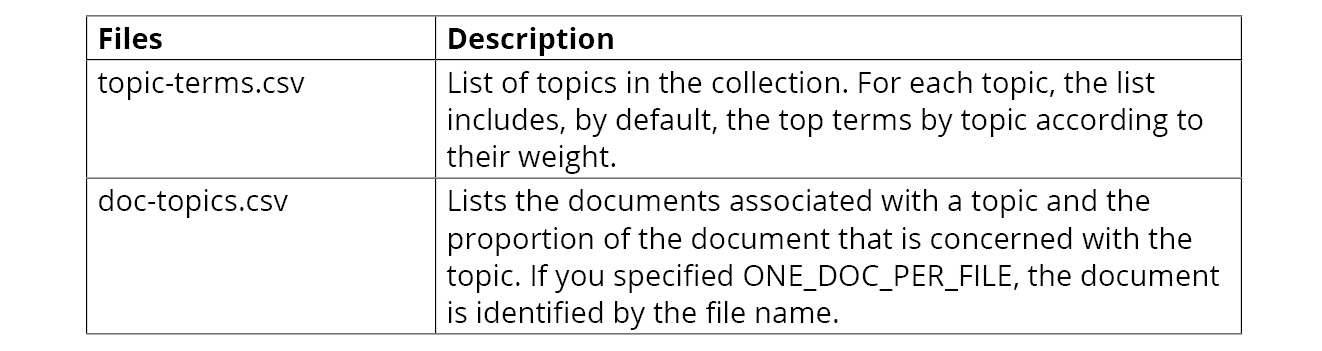 Files
Description
topic-terms.csv
List of topics in the collection. For each topic, the list
includes, by default, the top terms by topic according to
their weight.
doc-topics.csv
Lists the documents associated with a topic and the
proportion of the document that is concerned with the
topic. If you specified ONE_DOC_PER_FILE, the document
is identified by the file name.